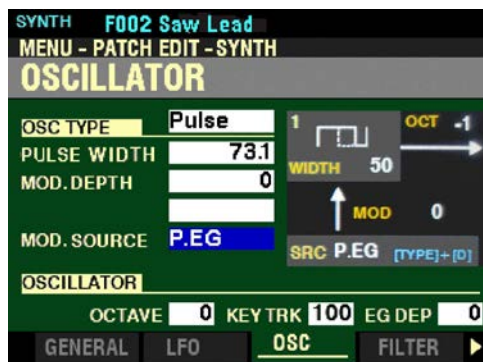 SYNTH F002 Saw Lead
MENU - PATCH EDIT - SYNTH
OSCILLATOR
OSC TYPE Pulse
PULSE WIDTH 73.1
MOD. DEPTH 0
MOD. SOURCE P.EG
1 OCT -1
WIDTH 50
MOD 0
SRC P.EG [TYPE]+[D]
OSCILLATOR
OCTAVE 0 KEY TRK 100 EG DEP 0
GENERAL LFO OSC FILTER